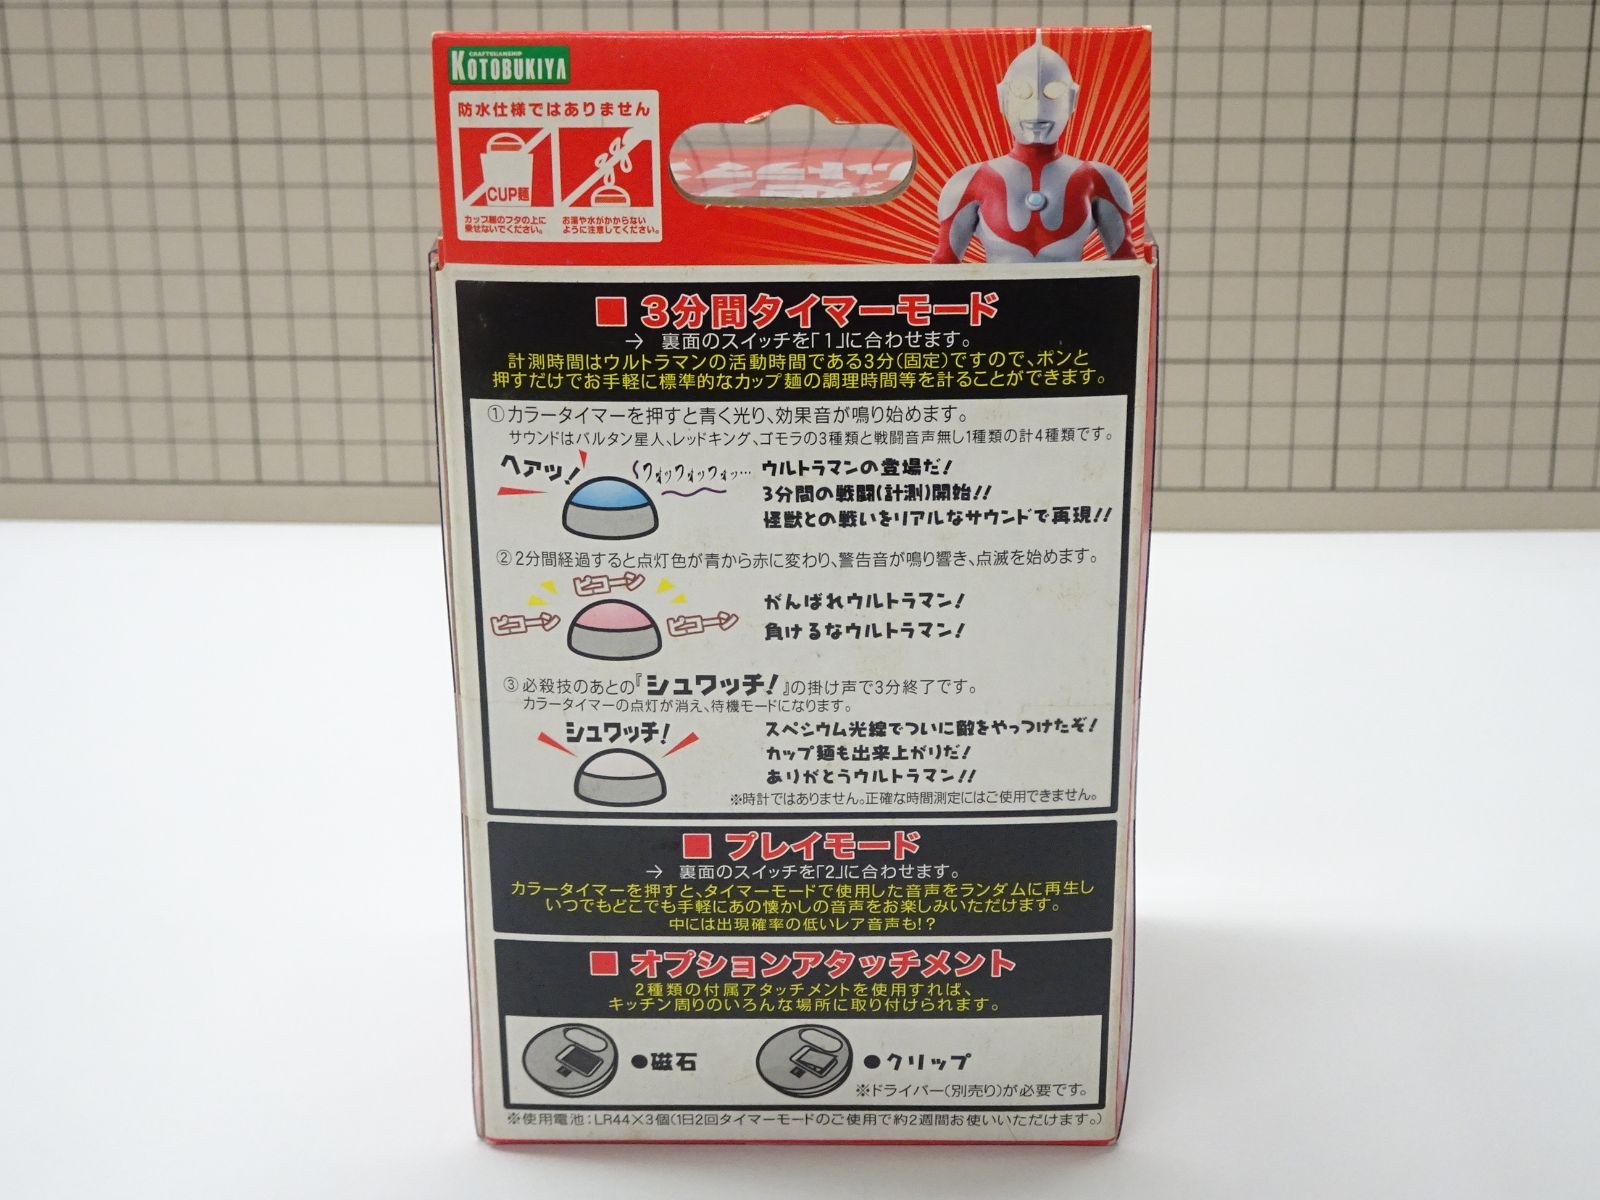 CRAFTSMANSHIP
KOTOBUKIYA
防水仕様ではありません
CUP麺
カップ麺のフタの上に
乗せないでください。
お湯や水がかからない
ように注意してください。
■ 3分間タイマーモード
→ 裏面のスイッチを「1」に合わせます。
計測時間はウルトラマンの活動時間である3分(固定)ですので、ポンと
押すだけでお手軽に標準的なカップ麺の調理時間等を計ることができます。
①カラータイマーを押すと青く光り、効果音が鳴り始めます。
サウンドはバルタン星人、レッドキング、ゴモラの3種類と戦闘音声無し1種類の計4種類です。
ヘアッ!
フォッフォッフォッ…
ウルトラマンの登場だ!
3分間の戦闘(計測)開始!!
怪獣との戦いをリアルなサウンドで再現!!
②2分間経過すると点灯色が青から赤に変わり、警告音が鳴り響き、点滅を始めます。
ピコーン
ピコーン
ピコーン
がんばれウルトラマン!
負けるなウルトラマン!
③必殺技のあとの『シュワッチ!』の掛け声で3分終了です。
カラータイマーの点灯が消え、待機モードになります。
シュワッチ!
スペシウム光線でついに敵をやっつけたぞ!
カップ麺も出来上がりだ!
ありがとうウルトラマン!!
※時計ではありません。正確な時間測定にはご使用できません。
■ プレイモード
→ 裏面のスイッチを「2」に合わせます。
カラータイマーを押すと、タイマーモードで使用した音声をランダムに再生し
いつでもどこでも手軽にあの懐かしの音声をお楽しみいただけます。
中には出現確率の低いレア音声も!?
■ オプションアタッチメント
2種類の付属アタッチメントを使用すれば、
キッチン周りのいろんな場所に取り付けられます。
●磁石
●クリップ
※ドライバー(別売り)が必要です。
※使用電池:LR44×3個(1日2回タイマーモードのご使用で約2週間お使いいただけます。)